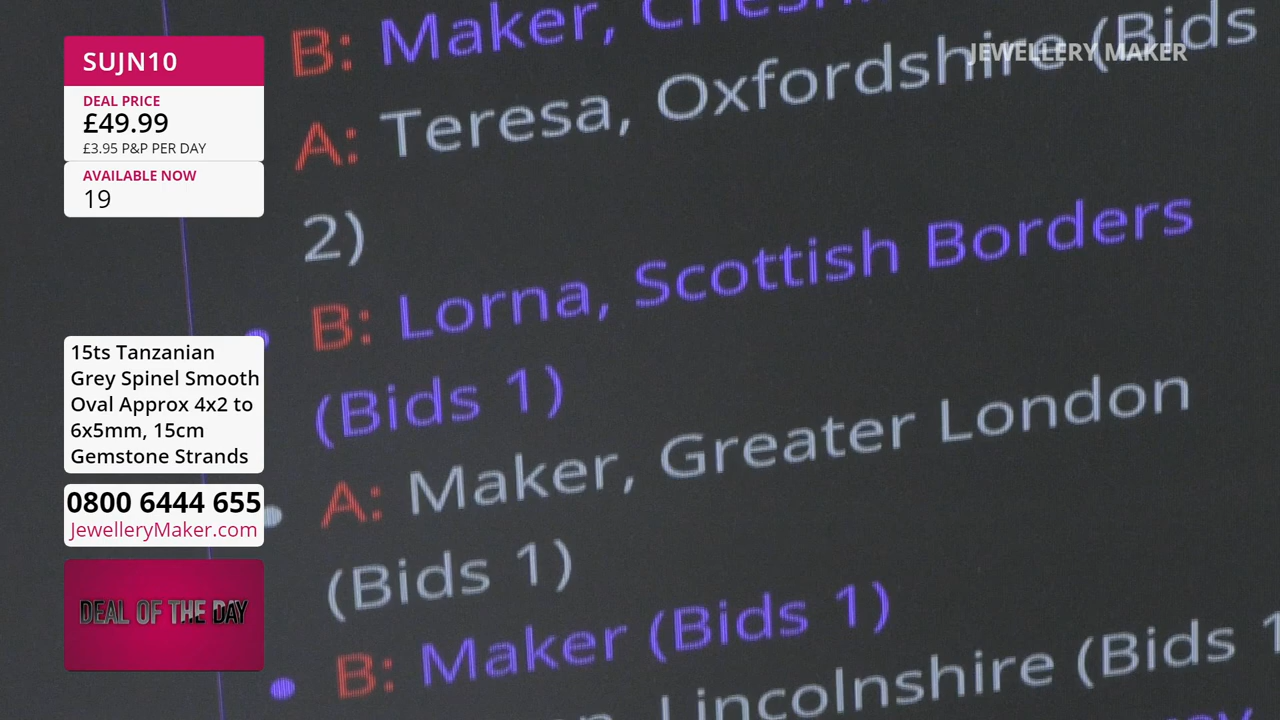 SUJN10
DEAL PRICE
£49.99
£3.95 P&P PER DAY
AVAILABLE NOW
19
15ts Tanzanian
Grey Spinel Smooth
Oval Approx 4x2 to
6x5mm, 15cm
Gemstone Strands
0800 6444 655
JewelleryMaker.com
DEAL OF THE DAY
JEWELLERY MAKER
B: Maker,
A: Teresa, Oxfordshire (Bids
2)
B: Lorna, Scottish Borders
(Bids 1)
A: Maker, Greater London
(Bids 1)
B: Maker (Bids 1)
Lincolnshire (Bids 1